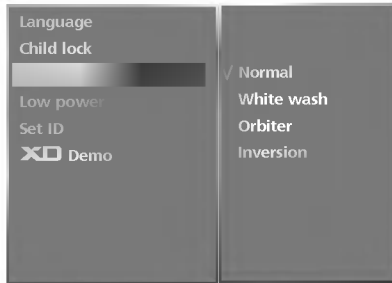 Language
Child lock
Low power
Set ID
XD Demo
√ Normal
White wash
Orbiter
Inversion